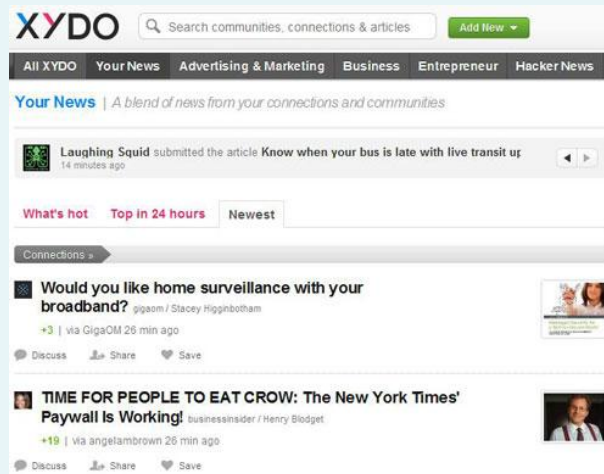 XYDO
Search communities, connections & articles
Add New
All XYDO Your News Advertising & Marketing Business Entrepreneur Hacker News
Your News | A blend of news from your connections and communities
Laughing Squid submitted the article Know when your bus is late with live transit up
14 minutes ago
What's hot Top in 24 hours Newest
Connections »
Would you like home surveillance with your
broadband? gigaom / Stacey Higginbotham
+3 | via GigaOM 26 min ago
Discuss Share Save
TIME FOR PEOPLE TO EAT CROW: The New York Times'
Paywall Is Working! businessinsider / Henry Blodget
+19 | via angelambrown 26 min ago
Discuss Share Save